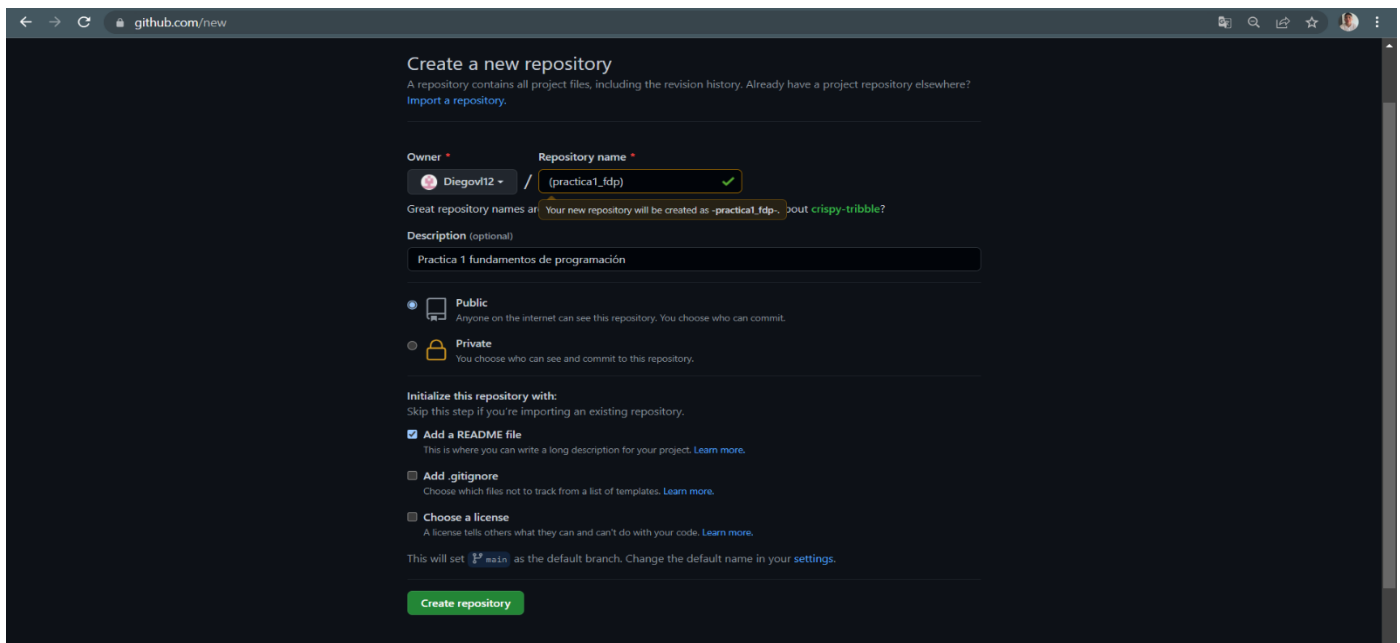 github.com/new
Create a new repository
A repository contains all project files, including the revision history. Already have a project repository elsewhere?
Import a repository.
Owner * Repository name *
Diegovl12 / (practica1_fdp)
Great repository names ar
Your new repository will be created as -practica1_fdp-.
bout crispy-tribble?
Description (optional)
Practica 1 fundamentos de programación
Public
Anyone on the internet can see this repository. You choose who can commit.
Private
You choose who can see and commit to this repository.
Initialize this repository with:
Skip this step if you're importing an existing repository.
Add a README file
This is where you can write a long description for your project. Learn more.
Add .gitignore
Choose which files not to track from a list of templates. Learn more.
Choose a license
A license tells others what they can and can't do with your code. Learn more.
This will set main as the default branch. Change the default name in your settings.
Create repository